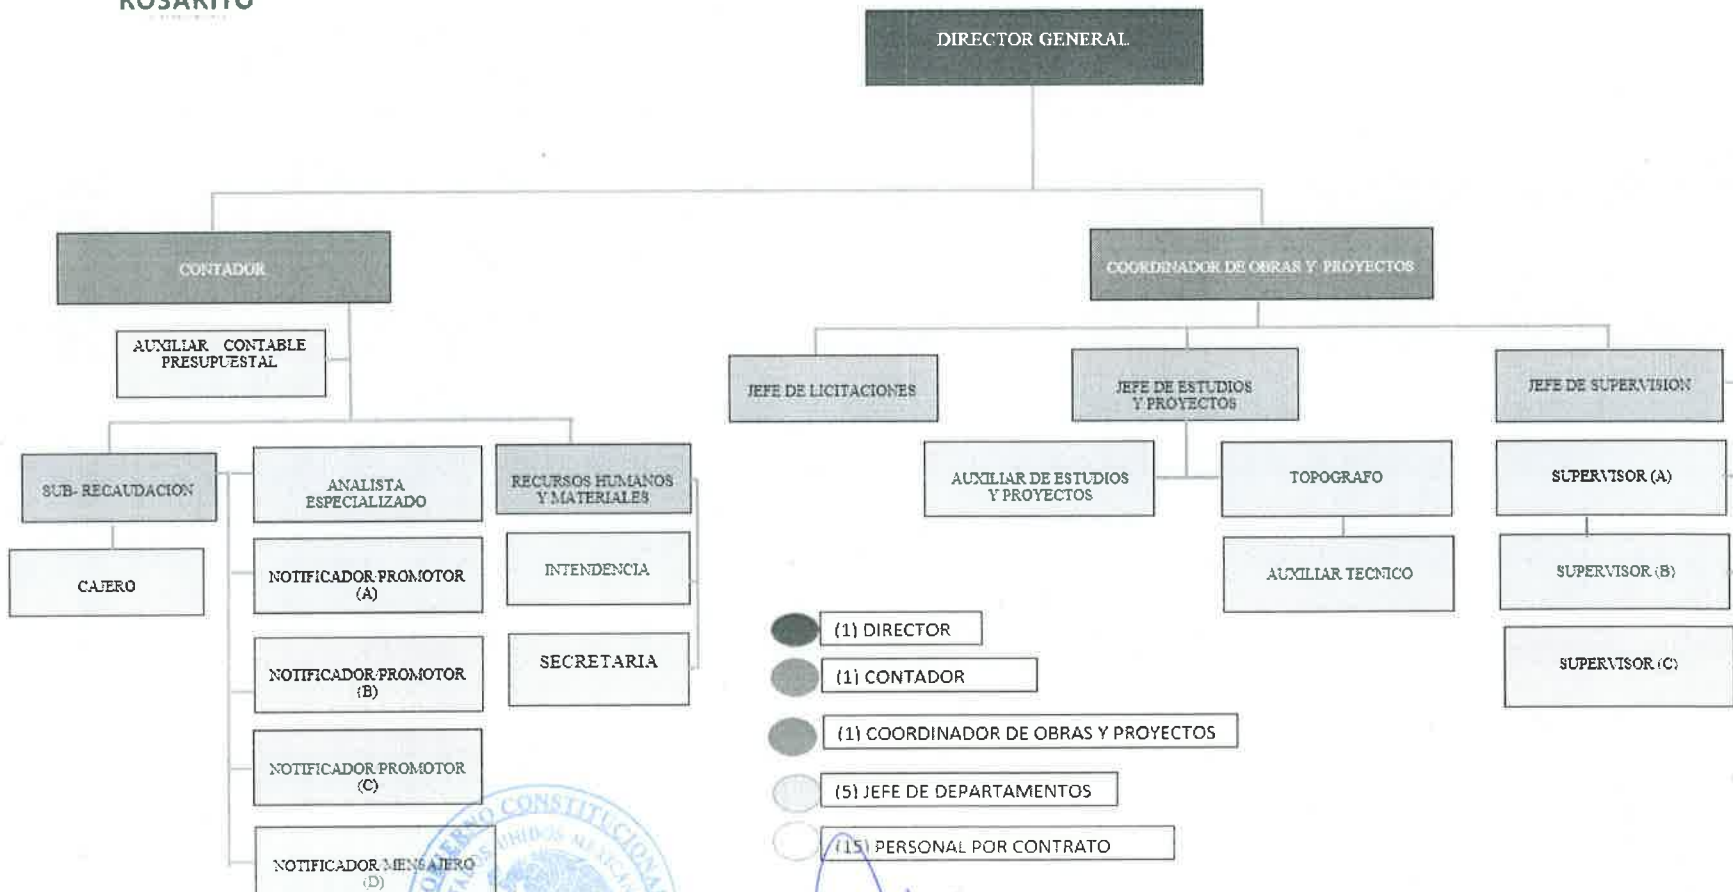 ROSARITO
DIRECTOR GENERAL
CONTADOR
COORDINADOR DE OBRAS Y PROYECTOS
AUXILIAR CONTABLE
PRESUPUESTAL
JEFE DE LICITACIONES
JEFE DE ESTUDIOS
Y PROYECTOS
JEFE DE SUPERVISION
SUB- RECAUDACION
ANALISTA
ESPECIALIZADO
RECURSOS HUMANOS
Y MATERIALES
AUXILIAR DE ESTUDIOS
Y PROYECTOS
TOPOGRAFO
SUPERVISOR (A)
CAJERO
NOTIFICADOR/PROMOTOR
(A)
INTENDENCIA
AUXILIAR TECNICO
SUPERVISOR (B)
NOTIFICADOR/PROMOTOR
(B)
SECRETARIA
SUPERVISOR (C)
NOTIFICADOR/PROMOTOR
(C)
NOTIFICADOR/MENSAJERO
(D)
(1) DIRECTOR
(1) CONTADOR
(1) COORDINADOR DE OBRAS Y PROYECTOS
(5) JEFE DE DEPARTAMENTOS
(15) PERSONAL POR CONTRATO
GOBIERNO CONSTITUCIONAL
UNIDOS